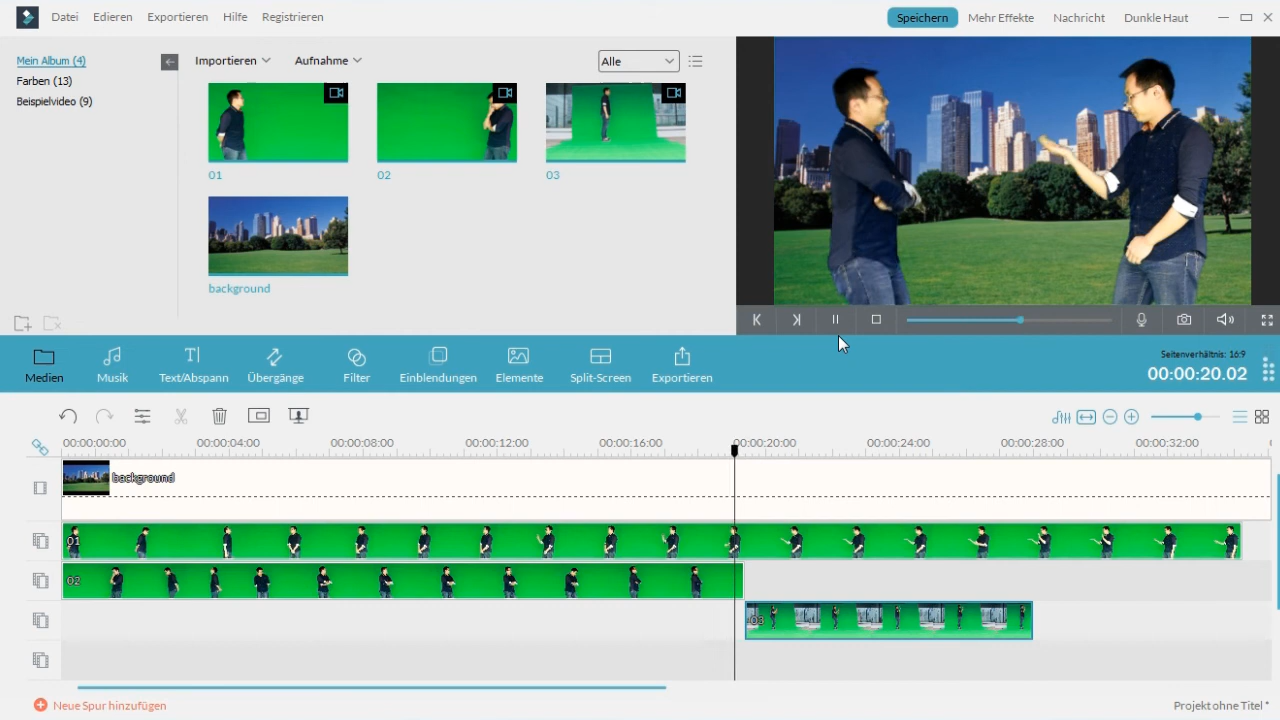 Datei Edieren Exportieren Hilfe Registrieren Speichern Mehr Effekte Nachricht Dunkle Haut
Mein Album (4)
Farben (13)
Beispielvideo (9)
Importieren Aufnahme Alle
01 02 03
background
Medien Musik Text/Abspann Übergänge Filter Einblendungen Elemente Split-Screen Exportieren
Seitenverhältnis: 16:9
00:00:20.02
00:00:00:00 00:00:04:00 00:00:08:00 00:00:12:00 00:00:16:00 00:00:20:00 00:00:24:00 00:00:28:00 00:00:32:00
background
01
02
03
Neue Spur hinzufügen Projekt ohne Titel *